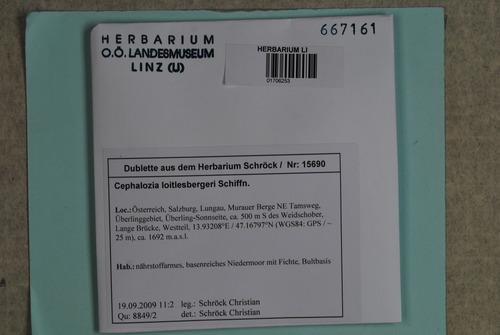 HERBARIUM
O.Ö. LANDESMUSEUM
LINZ (LI)
667161
HERBARIUM LI
01706253
Dublette aus dem Herbarium Schröck / Nr: 15690
Cephalozia loitlesbergeri Schiffn.
Loc.: Österreich, Salzburg, Lungau, Murauer Berge NE Tamsweg,
Überlinggebiet, Überling-Sonnseite, ca. 500 m S des Weidschober,
Lange Brücke, Westteil, 13.93208°E / 47.16797°N (WGS84: GPS / ~
25 m), ca. 1692 m.a.s.l.
Hab.: nährstoffarmes, basenreiches Niedermoor mit Fichte, Bultbasis
19.09.2009 11:2 leg.: Schröck Christian
Qu: 8849/2 det.: Schröck Christian